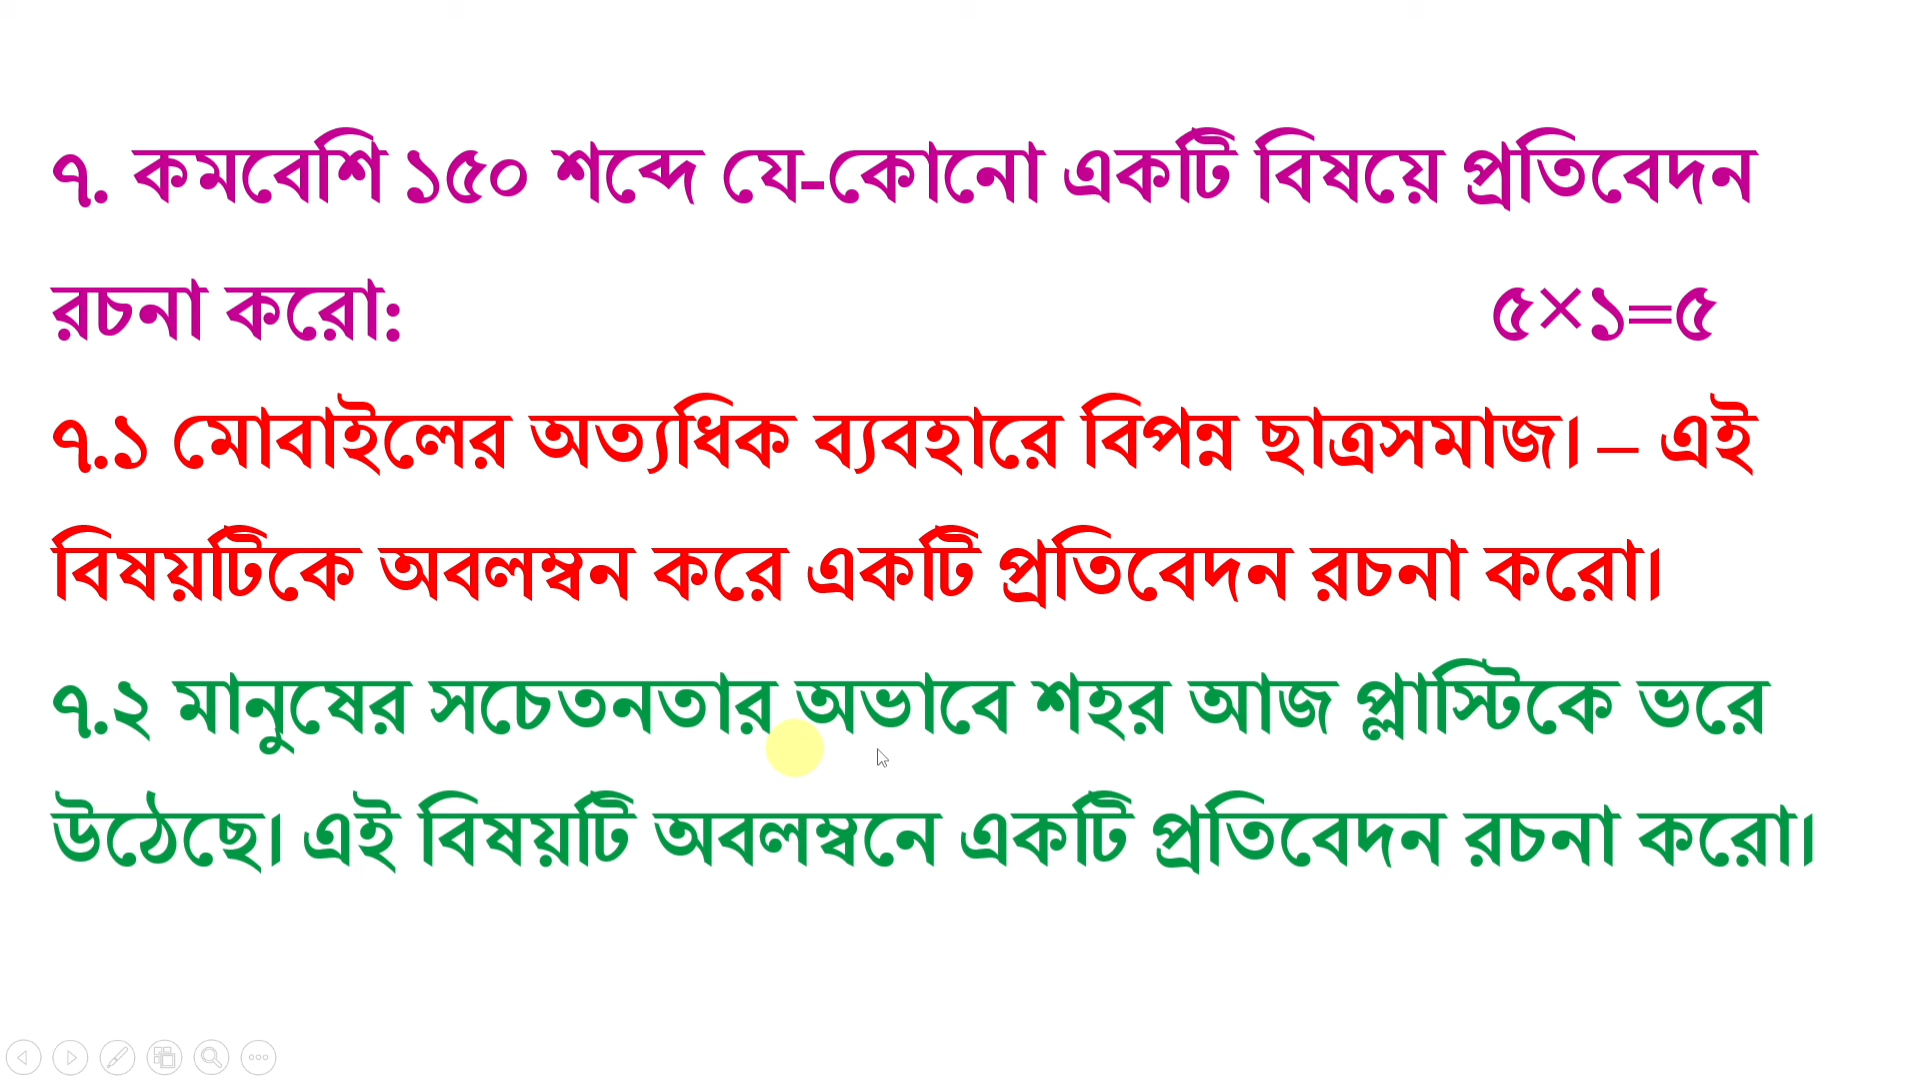 ৭. কমবেশি ১৫০ শব্দে যে-কোনো একটি বিষয়ে প্রতিবেদন
রচনা করো: ৫×১=৫
৭.১ মোবাইলের অত্যধিক ব্যবহারে বিপন্ন ছাত্রসমাজ। – এই
বিষয়টিকে অবলম্বন করে একটি প্রতিবেদন রচনা করো।
৭.২ মানুষের সচেতনতার অভাবে শহর আজ প্লাস্টিকে ভরে
উঠেছে। এই বিষয়টি অবলম্বনে একটি প্রতিবেদন রচনা করো।